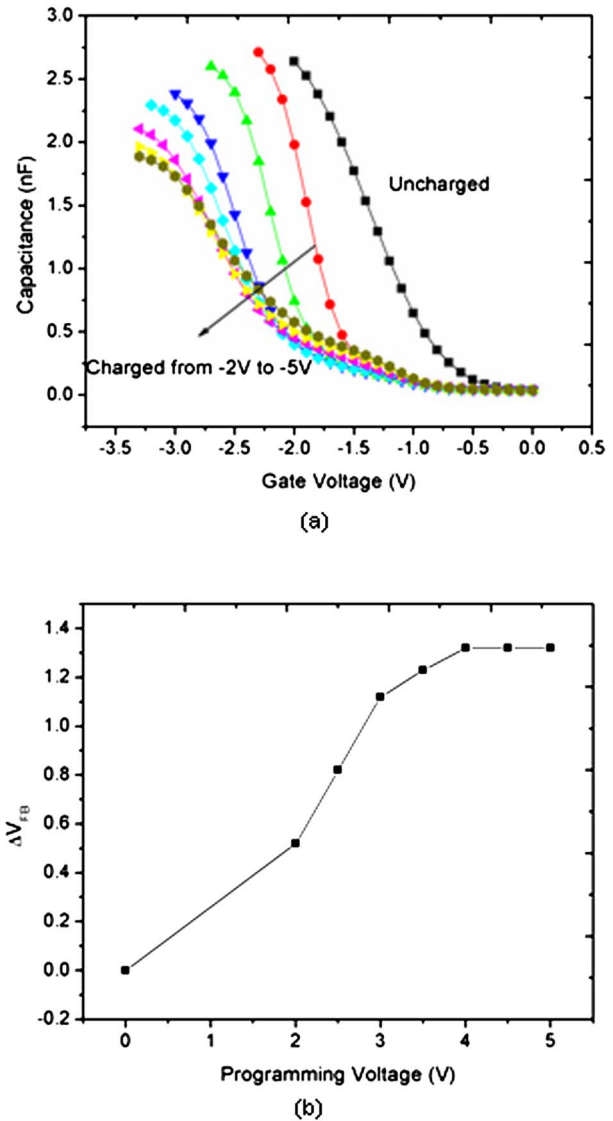 3.0
2.5
2.0
1.5
1.0
0.5
0.0
Capacitance (nF)
Uncharged
Charged from -2V to -5V
-3.5 -3.0 -2.5 -2.0 -1.5 -1.0 -0.5 0.0 0.5
Gate Voltage (V)
(a)
1.4
1.2
1.0
0.8
0.6
0.4
0.2
0.0
-0.2
ΔVFB
0 1 2 3 4 5
Programming Voltage (V)
(b)